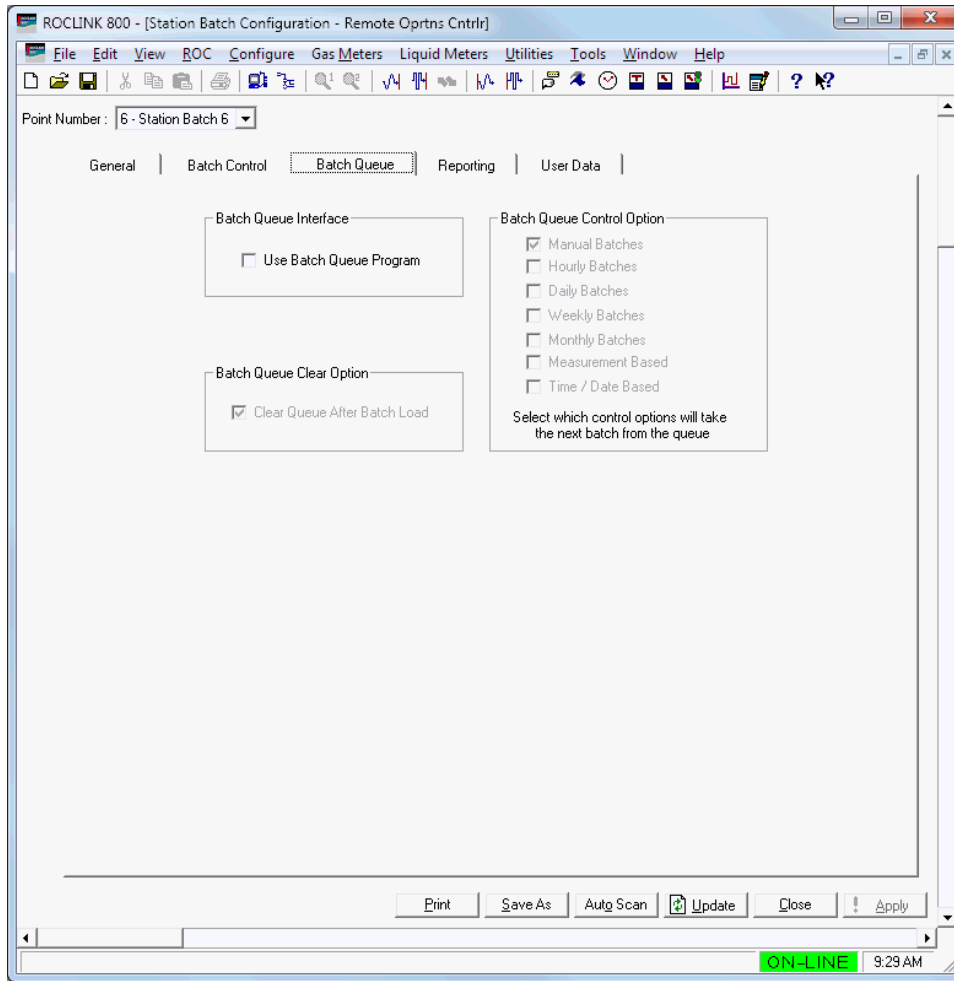 ROCLINK 800 - [Station Batch Configuration - Remote Oprtns Cntrlr]
File Edit View ROC Configure Gas Meters Liquid Meters Utilities Tools Window Help
Point Number : 6 - Station Batch 6
General Batch Control Batch Queue Reporting User Data
Batch Queue Interface
Use Batch Queue Program
Batch Queue Clear Option
Clear Queue After Batch Load
Batch Queue Control Option
Manual Batches
Hourly Batches
Daily Batches
Weekly Batches
Monthly Batches
Measurement Based
Time / Date Based
Select which control options will take
the next batch from the queue
Print Save As Auto Scan Update Close ! Apply
ON-LINE 9:29 AM